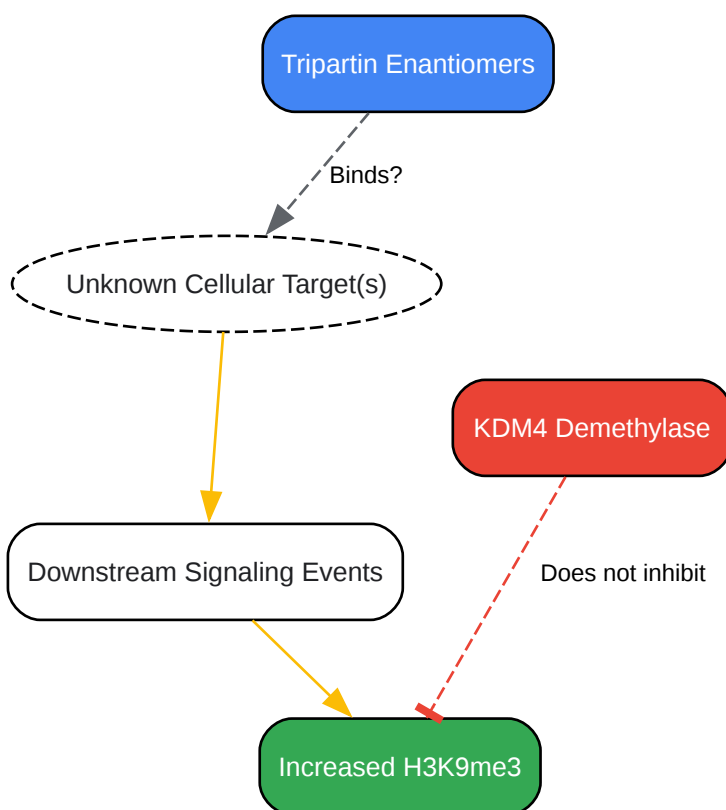 Tripartin Enantiomers
Binds?
Unknown Cellular Target(s)
KDM4 Demethylase
Downstream Signaling Events
Does not inhibit
Increased H3K9me3